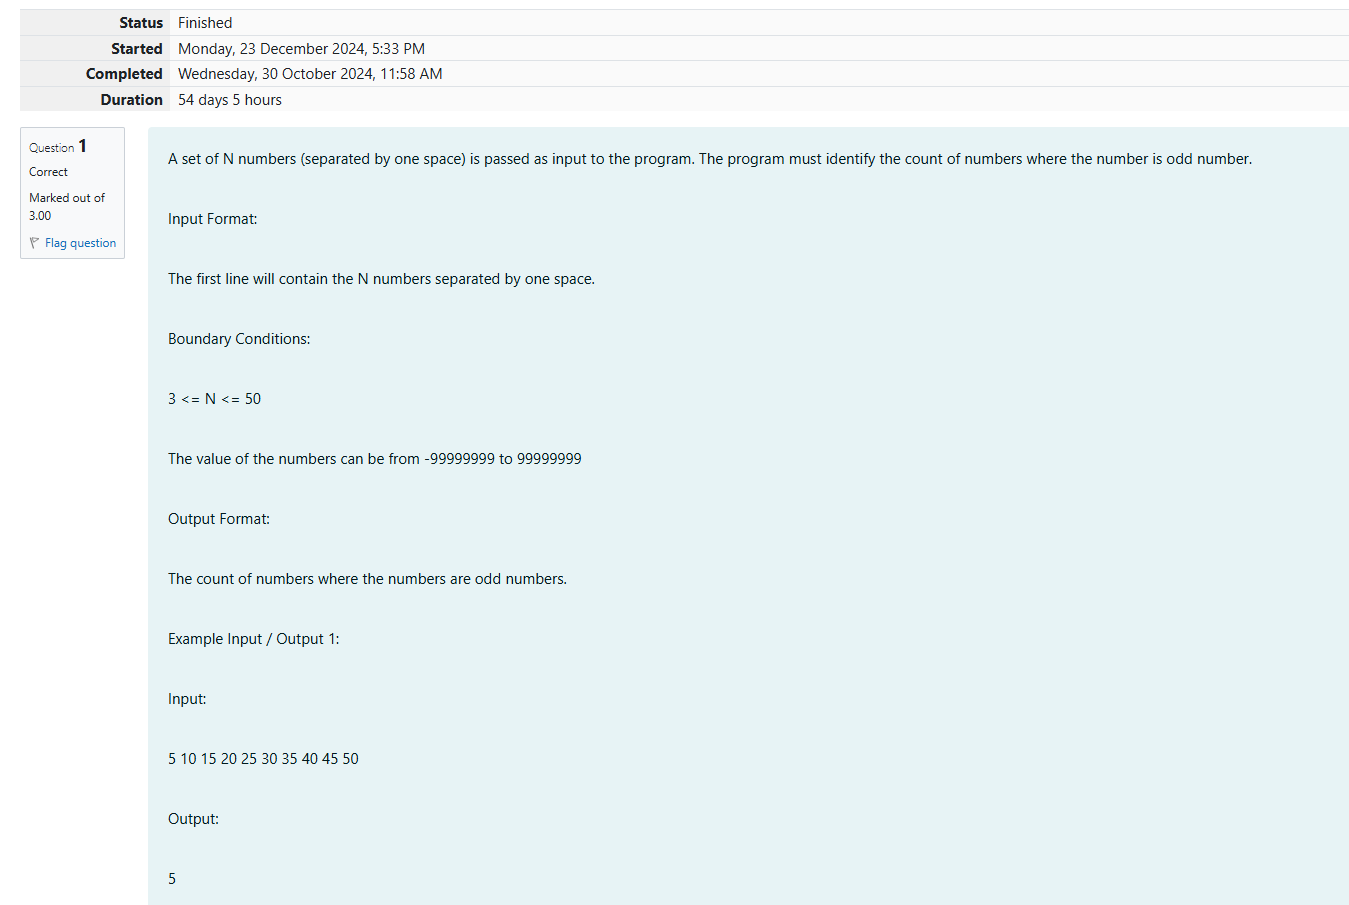 Status Finished
Started Monday, 23 December 2024, 5:33 PM
Completed Wednesday, 30 October 2024, 11:58 AM
Duration 54 days 5 hours
Question 1
Correct
Marked out of
3.00
Flag question
A set of N numbers (separated by one space) is passed as input to the program. The program must identify the count of numbers where the number is odd number.
Input Format:
The first line will contain the N numbers separated by one space.
Boundary Conditions:
3 <= N <= 50
The value of the numbers can be from -99999999 to 99999999
Output Format:
The count of numbers where the numbers are odd numbers.
Example Input / Output 1:
Input:
5 10 15 20 25 30 35 40 45 50
Output:
5